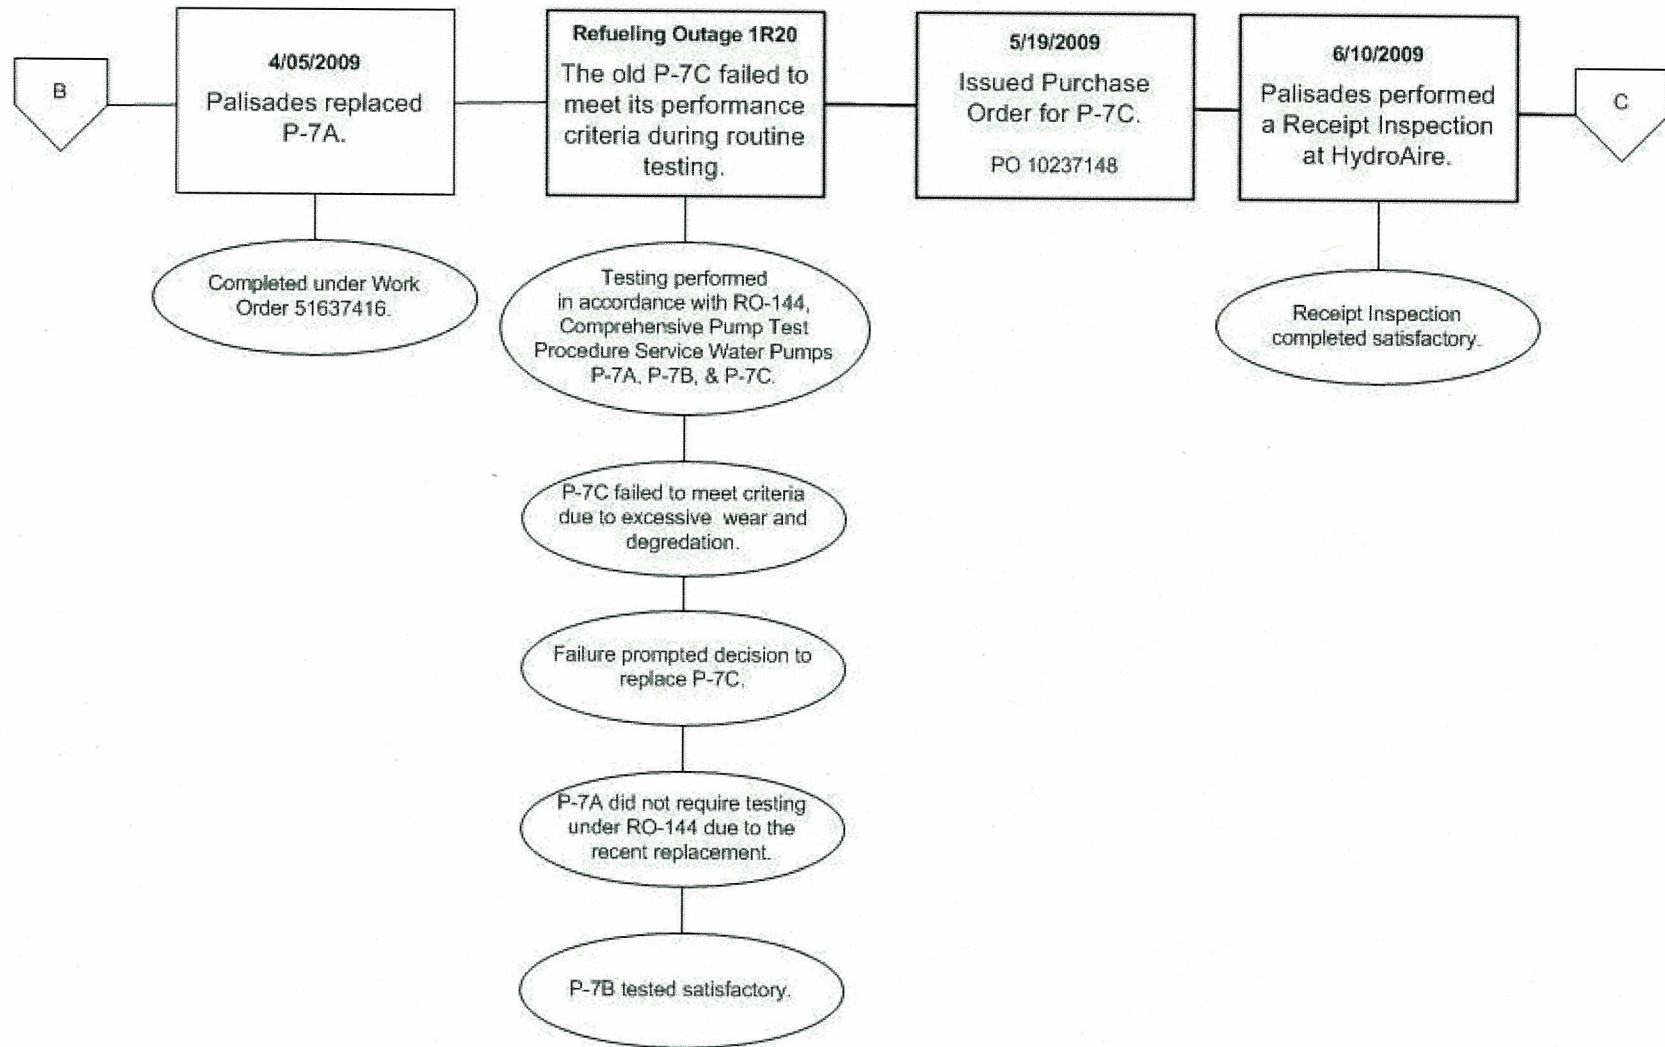 B
4/05/2009
Palisades replaced
P-7A.
Completed under Work
Order 51637416.
Refueling Outage 1R20
The old P-7C failed to
meet its performance
criteria during routine
testing.
Testing performed
in accordance with RO-144,
Comprehensive Pump Test
Procedure Service Water Pumps
P-7A, P-7B, & P-7C.
P-7C failed to meet criteria
due to excessive wear and
degredation.
Failure prompted decision to
replace P-7C.
P-7A did not require testing
under RO-144 due to the
recent replacement.
P-7B tested satisfactory.
5/19/2009
Issued Purchase
Order for P-7C.
PO 10237148
6/10/2009
Palisades performed
a Receipt Inspection
at HydroAire.
Receipt Inspection
completed satisfactory.
C